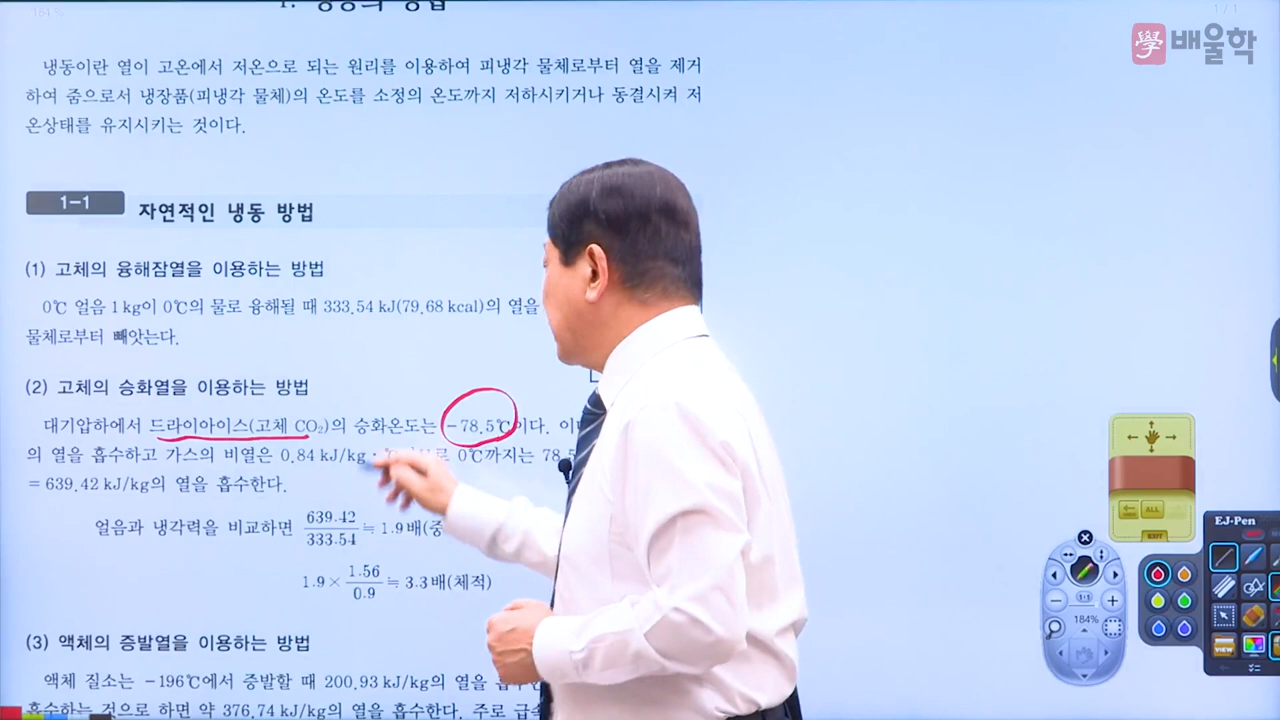 184 %
1 / 1
學 배울학
냉동이란 열이 고온에서 저온으로 되는 원리를 이용하여 피냉각 물체로부터 열을 제거
하여 줌으로서 냉장품(피냉각 물체)의 온도를 소정의 온도까지 저하시키거나 동결시켜 저
온상태를 유지시키는 것이다.
1-1 자연적인 냉동 방법
(1) 고체의 융해잠열을 이용하는 방법
0℃ 얼음 1kg이 0℃의 물로 융해될 때 333.54 kJ(79.68 kcal)의 열을
물체로부터 빼앗는다.
(2) 고체의 승화열을 이용하는 방법
대기압하에서 드라이아이스(고체 CO₂)의 승화온도는 -78.5℃이다.
의 열을 흡수하고 가스의 비열은 0.84 kJ/kg · 0℃까지는
= 639.42 kJ/kg의 열을 흡수한다.
얼음과 냉각력을 비교하면 639.42/333.54 ≒ 1.9배(중
1.9 × 1.56/0.9 ≒ 3.3배(체적)
(3) 액체의 증발열을 이용하는 방법
액체 질소는 -196℃에서 증발할 때 200.93 kJ/kg의 열을
흡수하는 것으로 하면 약 376.74 kJ/kg의 열을 흡수한다. 주로
ALL
EXIT
EJ-Pen
1:1
184%
VIEW